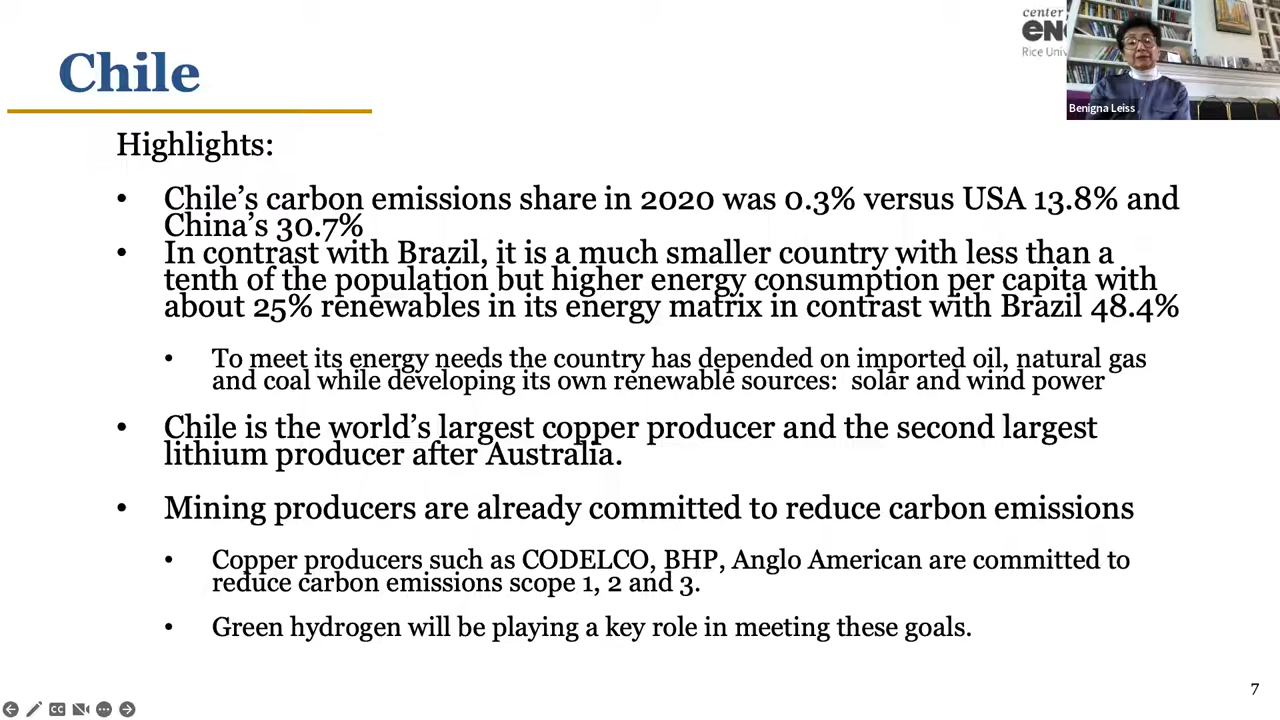 Chile
center
EN
Rice Univ
Benigna Leiss
Highlights:
• Chile’s carbon emissions share in 2020 was 0.3% versus USA 13.8% and
China’s 30.7%
• In contrast with Brazil, it is a much smaller country with less than a
tenth of the population but higher energy consumption per capita with
about 25% renewables in its energy matrix in contrast with Brazil 48.4%
• To meet its energy needs the country has depended on imported oil, natural gas
and coal while developing its own renewable sources: solar and wind power
• Chile is the world’s largest copper producer and the second largest
lithium producer after Australia.
• Mining producers are already committed to reduce carbon emissions
• Copper producers such as CODELCO, BHP, Anglo American are committed to
reduce carbon emissions scope 1, 2 and 3.
• Green hydrogen will be playing a key role in meeting these goals.
7
CC